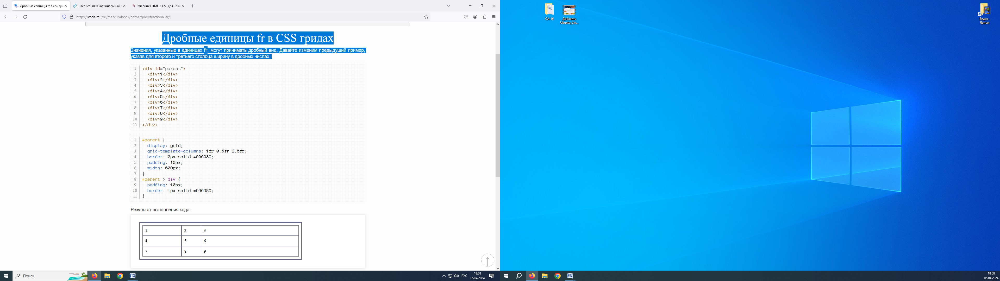 Дробные единицы fr в CSS гри
Расписания :: Официальный с
Учебник HTML и CSS для нови
https://code.mu/ru/markup/book/prime/grids/fractional-fr/
Дробные единицы fr в CSS гридах
Значения, указанные в единицах fr, могут принимать дробный вид. Давайте изменим предыдущий пример,
указав для второго и третьего столбца ширину в дробных числах:
1 <div id="parent">
2 <div>1</div>
3 <div>2</div>
4 <div>3</div>
5 <div>4</div>
6 <div>5</div>
7 <div>6</div>
8 <div>7</div>
9 <div>8</div>
10 <div>9</div>
11 </div>
1 #parent {
2 display: grid;
3 grid-template-columns: 1fr 0.5fr 2.5fr;
4 border: 2px solid #696989;
5 padding: 10px;
6 width: 600px;
7 }
8 #parent > div {
9 padding: 10px;
10 border: 1px solid #696989;
11 }
Результат выполнения кода:
1 2 3
4 5 6
7 8 9
Поиск
РУС
18:08
05.04.2024
СА-16
Добавить
Ubuntu_Lin...
Видео -
Ярлык
18:08
05.04.2024